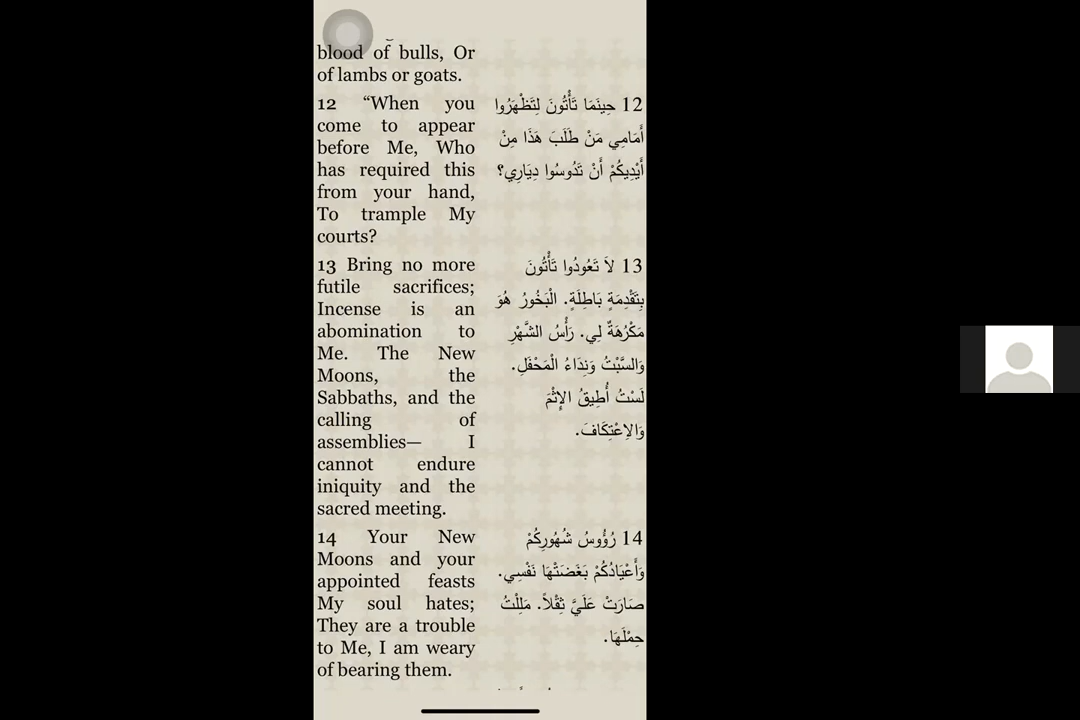 blood of bulls, Or
of lambs or goats.
12 “When you
come to appear
before Me, Who
has required this
from your hand,
To trample My
courts?
12 حِينَمَا تَأْتُونَ لِتَظْهَرُوا
أَمَامِي مَنْ طَلَبَ هَذَا مِنْ
أَيْدِيكُمْ أَنْ تَدُوسُوا دِيَارِي؟
13 Bring no more
futile sacrifices;
Incense is an
abomination to
Me. The New
Moons, the
Sabbaths, and the
calling of
assemblies— I
cannot endure
iniquity and the
sacred meeting.
13 لاَ تَعُودُوا تَأْتُونَ
بِتَقْدِمَةٍ بَاطِلَةٍ. الْبَخُورُ هُوَ
مَكْرُهَةٌ لِي. رَأْسُ الشَّهْرِ
وَالسَّبْتُ وَنِدَاءُ الْمَحْفَلِ.
لَسْتُ أُطِيقُ الإِثْمَ
وَالاِعْتِكَافَ.
14 Your New
Moons and your
appointed feasts
My soul hates;
They are a trouble
to Me, I am weary
of bearing them.
14 رُؤُوسُ شُهُورِكُمْ
وَأَعْيَادُكُمْ بَغَضَتْهَا نَفْسِي.
صَارَتْ عَلَيَّ ثِقْلاً. مَلِلْتُ
حِمْلَهَا.